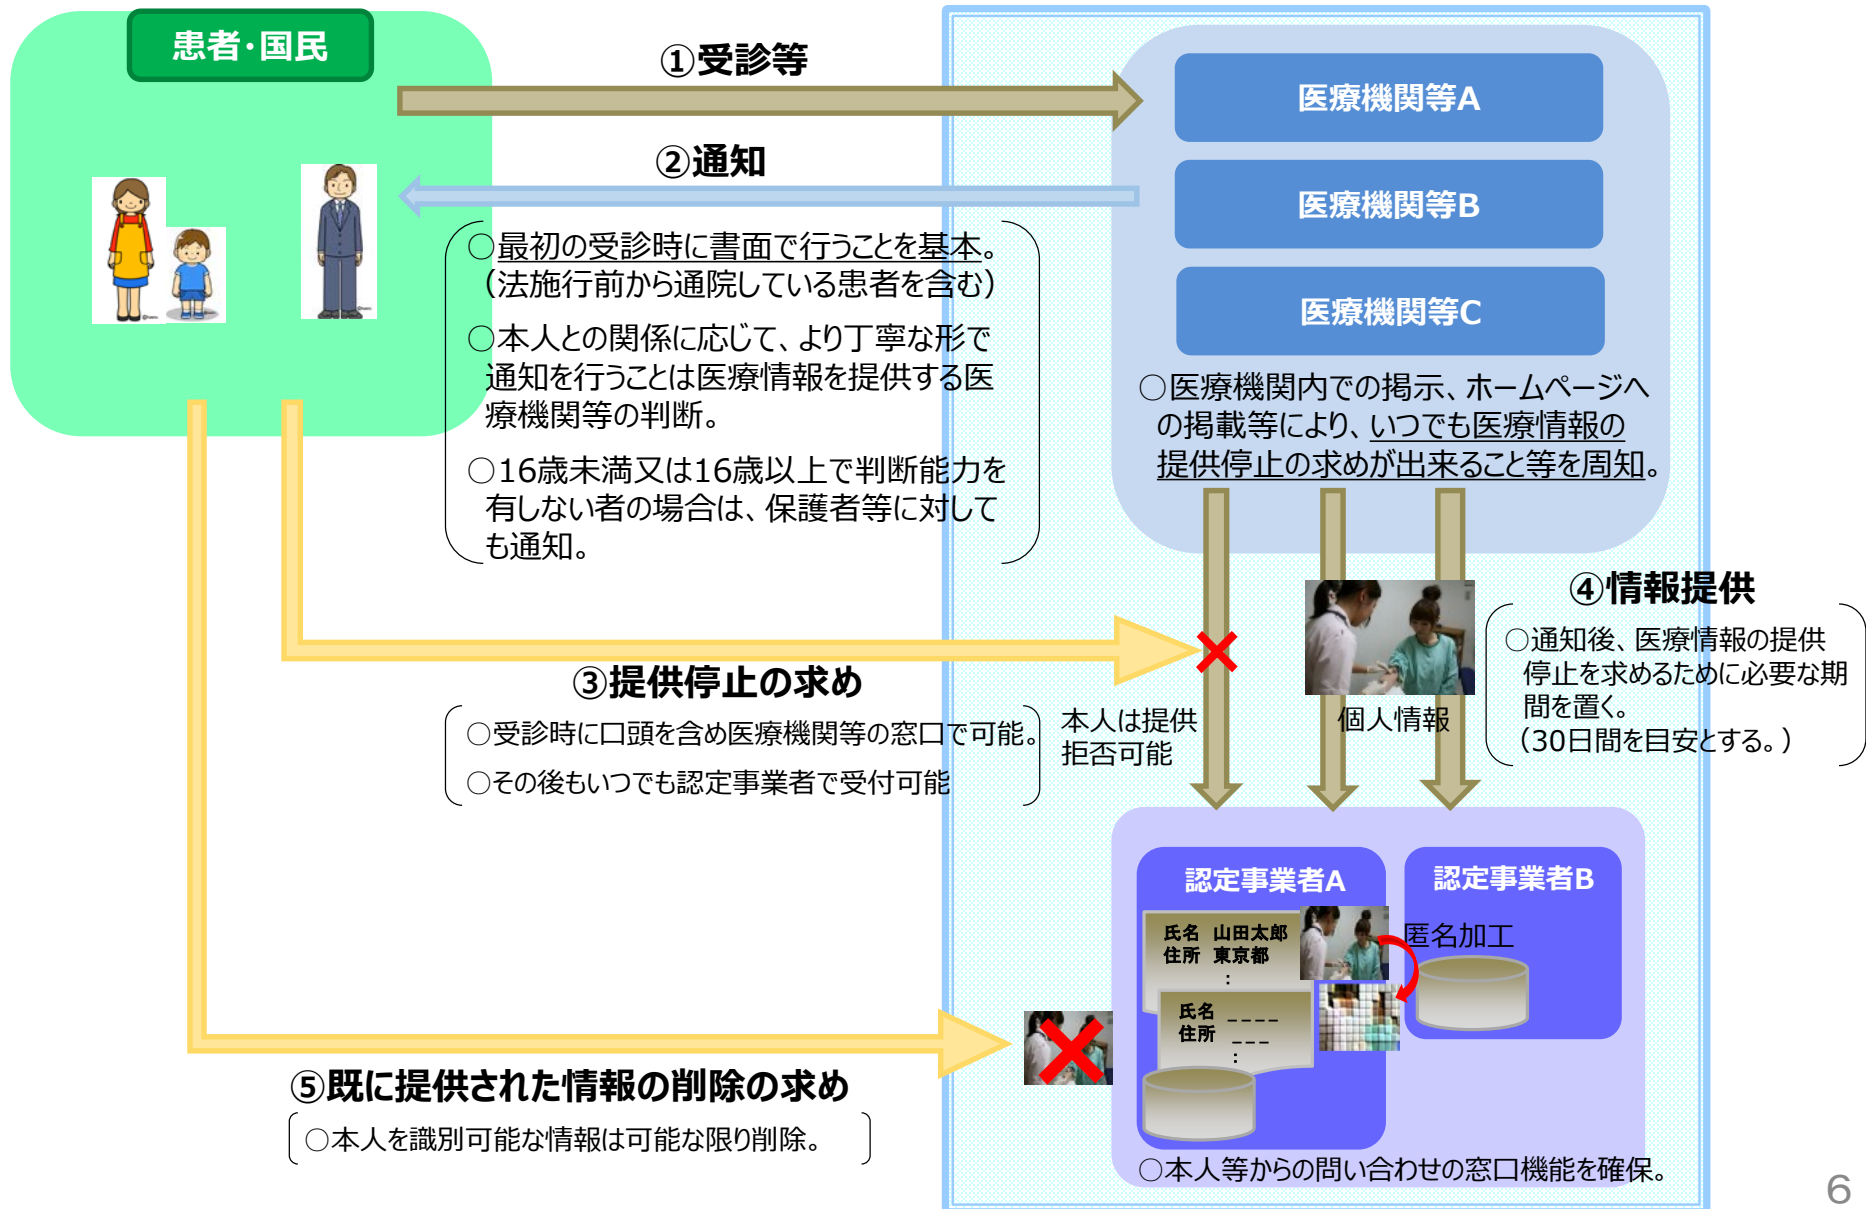 患者・国民
①受診等
②通知
○最初の受診時に書面で行うことを基本。
（法施行前から通院している患者を含む）
○本人との関係に応じて、より丁寧な形で
通知を行うことは医療情報を提供する医
療機関等の判断。
○16歳未満又は16歳以上で判断能力を
有しない者の場合は、保護者等に対して
も通知。
医療機関等A
医療機関等B
医療機関等C
○医療機関内での掲示、ホームページへ
の掲載等により、いつでも医療情報の
提供停止の求めが出来ること等を周知。
③提供停止の求め
○受診時に口頭を含め医療機関等の窓口で可能。
○その後もいつでも認定事業者で受付可能
本人は提供
拒否可能
個人情報
④情報提供
○通知後、医療情報の提供
停止を求めるために必要な期
間を置く。
（30日間を目安とする。）
認定事業者A
氏名 山田太郎
住所 東京都
：
氏名 ＿＿＿＿
住所 ＿＿＿
：
認定事業者B
匿名加工
⑤既に提供された情報の削除の求め
○本人を識別可能な情報は可能な限り削除。
○本人等からの問い合わせの窓口機能を確保。
6